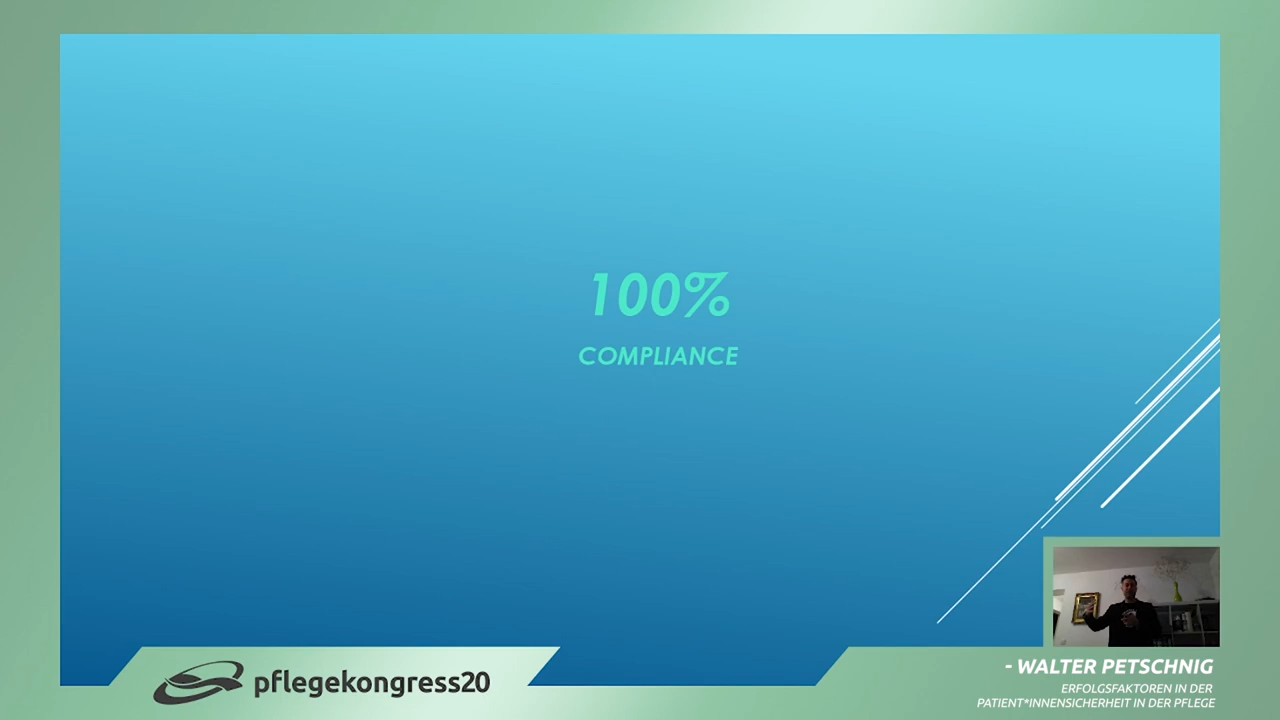 100%
COMPLIANCE
pflegekongress20
- WALTER PETSCHNIG
ERFOLGSFAKTOREN IN DER
PATIENT*INNENSICHERHEIT IN DER PFLEGE